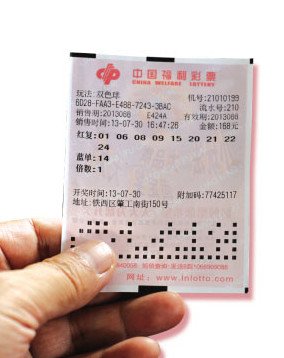 中国福利彩票
CHINA WELFARE LOTTERY
玩法: 双色球 机号:21010199
6D28-FAA3-E488-7243-3BAC 流水号:210
销售期:2013088 E424A 有效期:2013088
销售时间:13-07-30 16:47:28 金额:168元
红复:01 06 08 09 15 20 21 22
24
蓝单:14
倍数:1
开奖时间:13-07-30 附加码:77425117
地址:铁西区肇工南街150号
www.lnlotto.com